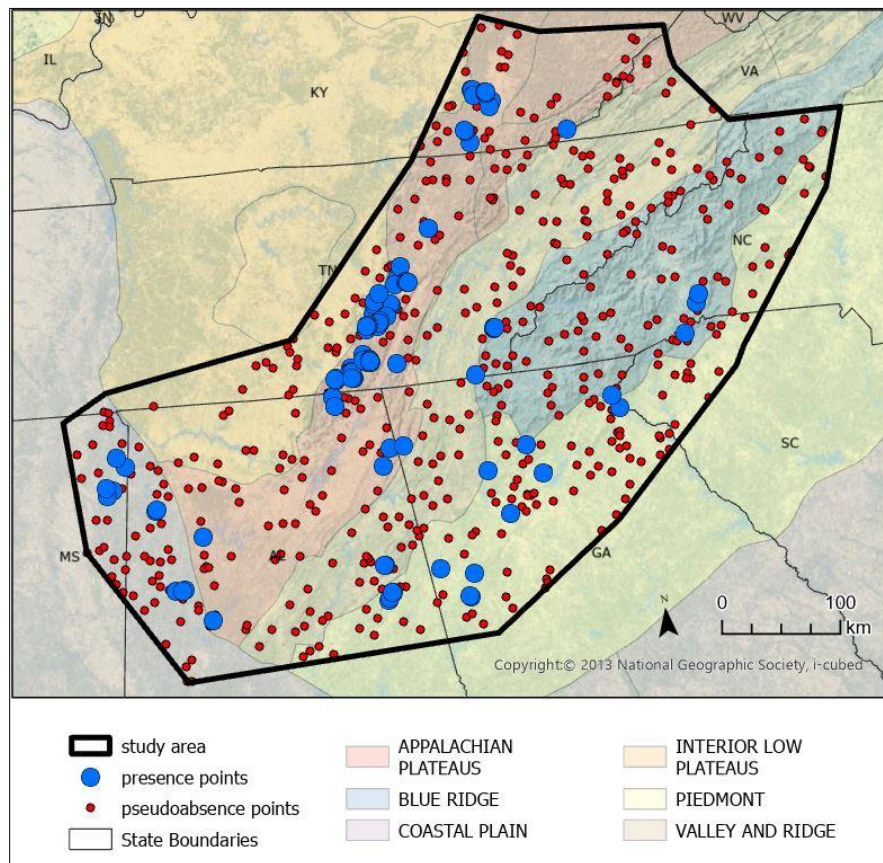 IN
WV
IL
KY
VA
TN
NC
SC
MS
AL
GA
N
0 100
km
Copyright:© 2013 National Geographic Society, i-cubed
study area
presence points
pseudoabsence points
State Boundaries
APPALACHIAN
PLATEAUS
BLUE RIDGE
COASTAL PLAIN
INTERIOR LOW
PLATEAUS
PIEDMONT
VALLEY AND RIDGE